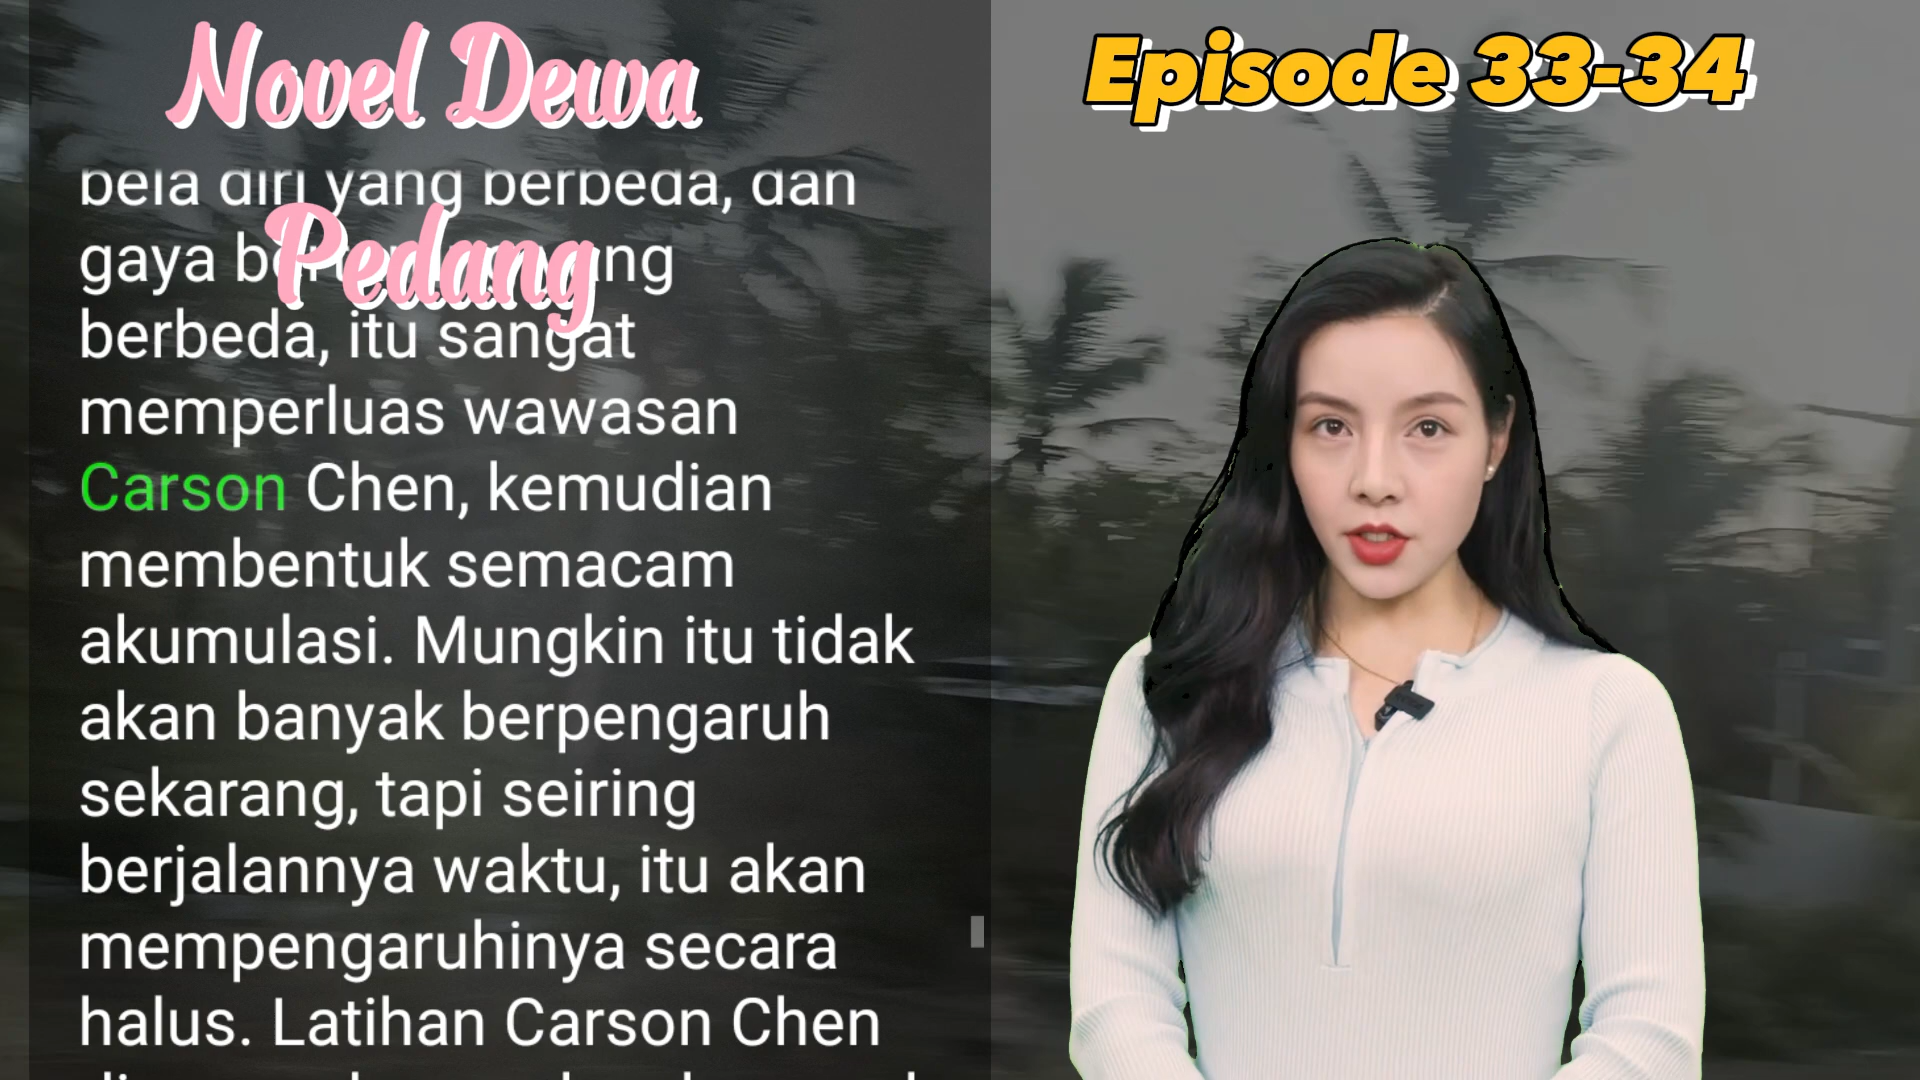 Novel Dewa
Pedang
Episode 33-34
bela diri yang berbeda, dan
gaya
berbeda, itu sangat
memperluas wawasan
Carson Chen, kemudian
membentuk semacam
akumulasi. Mungkin itu tidak
akan banyak berpengaruh
sekarang, tapi seiring
berjalannya waktu, itu akan
mempengaruhinya secara
halus. Latihan Carson Chen